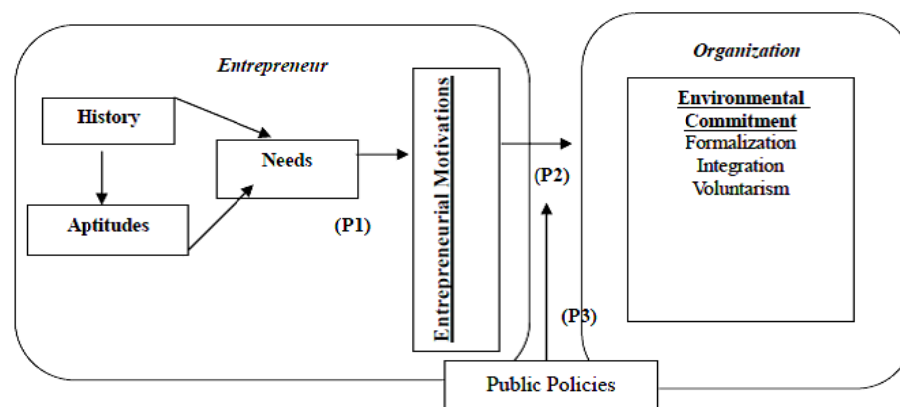 Entrepreneur
History
Needs
Aptitudes
(P1)
Entrepreneurial Motivations
(P2)
(P3)
Public Policies
Organization
Environmental
Commitment
Formalization
Integration
Voluntarism